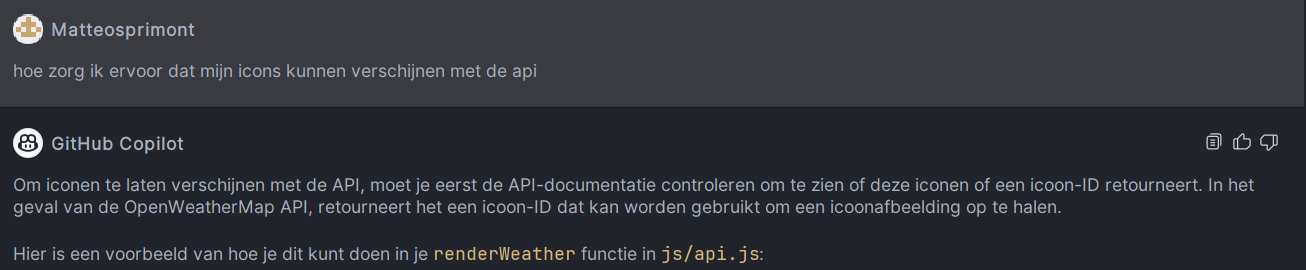 Matteosprimont
hoe zorg ik ervoor dat mijn icons kunnen verschijnen met de api
GitHub Copilot
Om iconen te laten verschijnen met de API, moet je eerst de API-documentatie controleren om te zien of deze iconen of een icoon-ID retourneert. In het
geval van de OpenWeatherMap API, retourneert het een icoon-ID dat kan worden gebruikt om een icoonafbeelding op te halen.
Hier is een voorbeeld van hoe je dit kunt doen in je renderWeather functie in js/api.js: